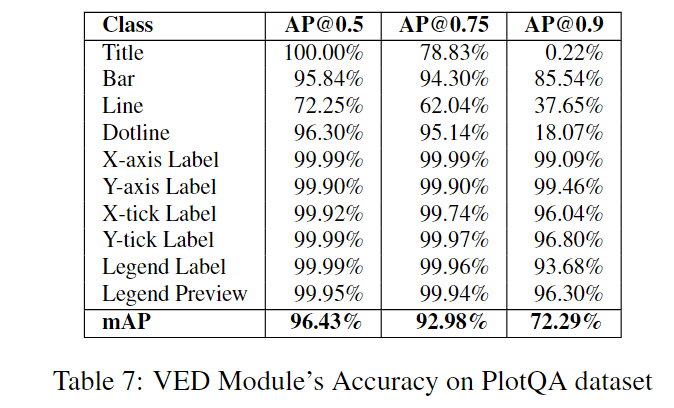 Class AP@0.5 AP@0.75 AP@0.9
Title 100.00% 78.83% 0.22%
Bar 95.84% 94.30% 85.54%
Line 72.25% 62.04% 37.65%
Dotline 96.30% 95.14% 18.07%
X-axis Label 99.99% 99.99% 99.09%
Y-axis Label 99.90% 99.90% 99.46%
X-tick Label 99.92% 99.74% 96.04%
Y-tick Label 99.99% 99.97% 96.80%
Legend Label 99.99% 99.96% 93.68%
Legend Preview 99.95% 99.94% 96.30%
mAP 96.43% 92.98% 72.29%
Table 7: VED Module's Accuracy on PlotQA dataset